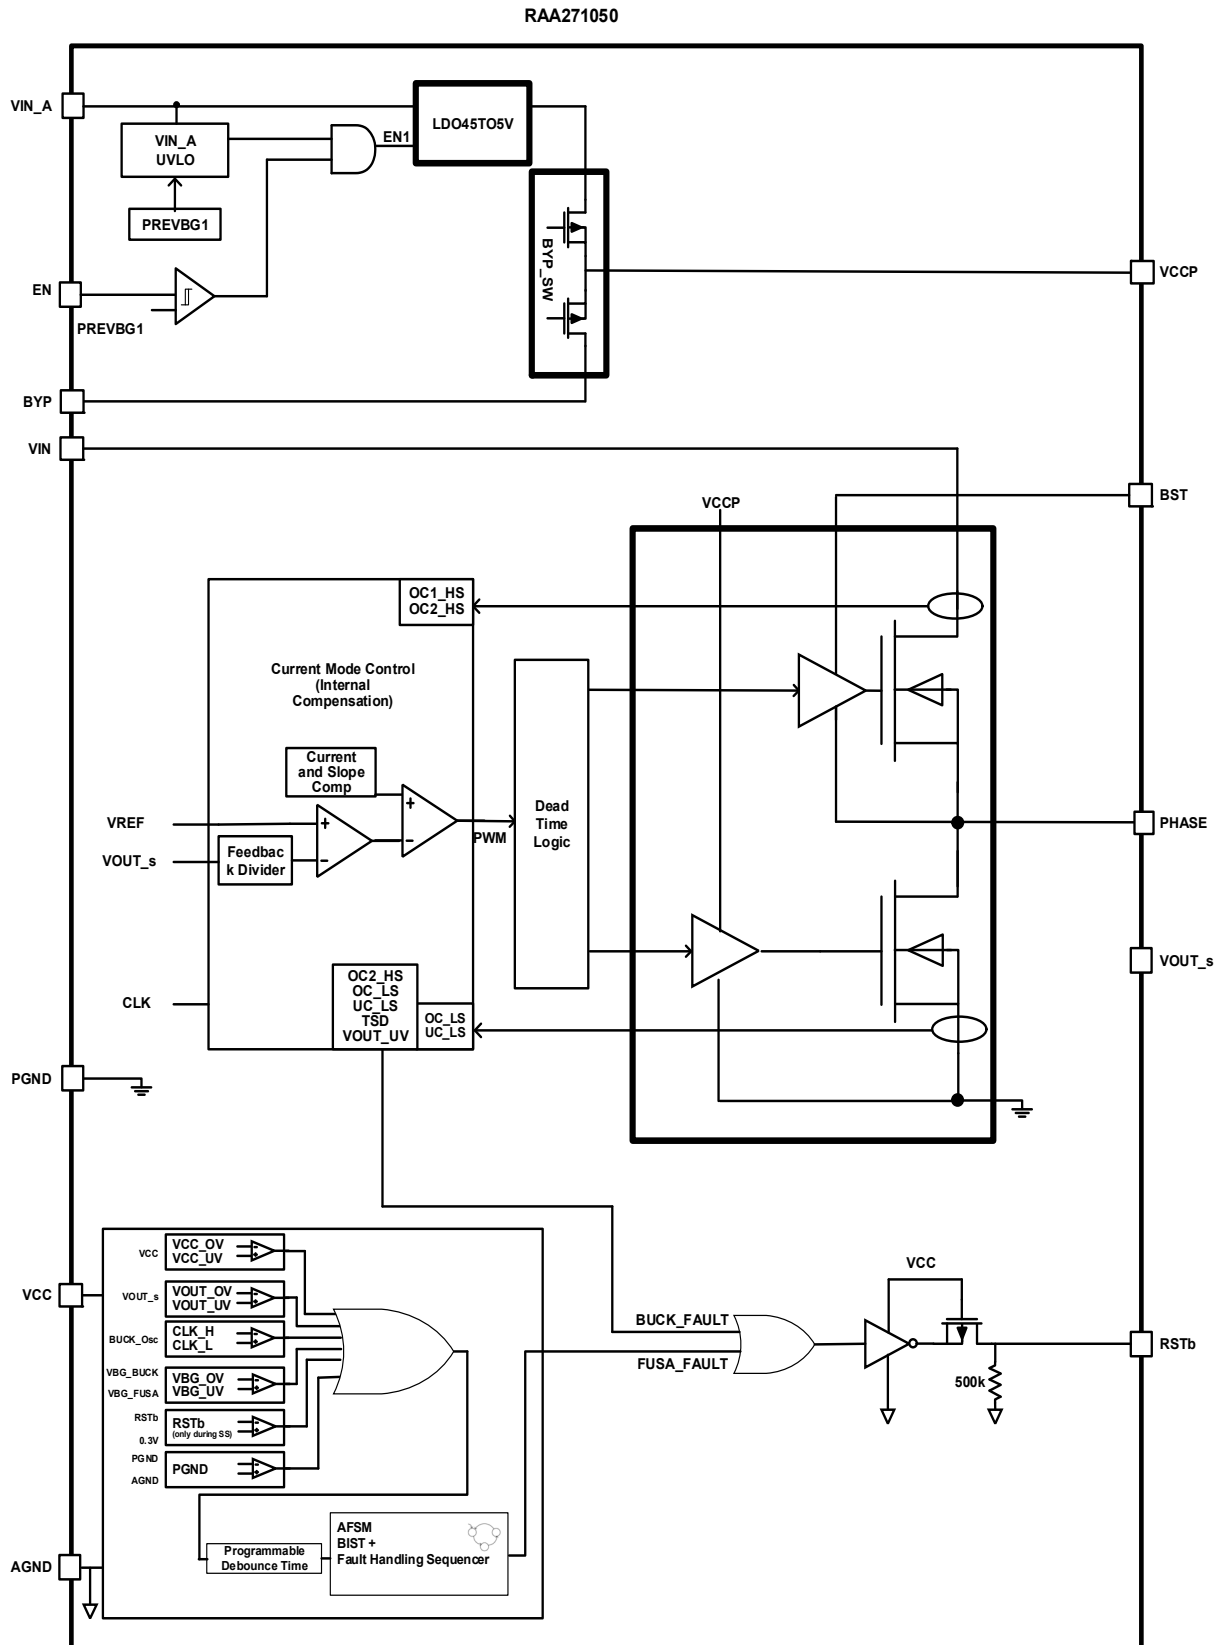 RAA271050
VIN_A
LDO45TO5V
EN1
VIN_A
UVLO
PREVBG1
BYP_SW
VCCP
EN
PREVBG1
BYP
VIN
BST
VCCP
OC1_HS
OC2_HS
Current Mode Control
(Internal
Compensation)
Current
and Slope
Comp
+
-
VREF
+
-
VOUT_s
Feedbac
k Divider
PWM
Dead
Time
Logic
PHASE
VOUT_s
CLK
OC2_HS
OC_LS
UC_LS
TSD
VOUT_UV
OC_LS
UC_LS
PGND
VCC
VCC
VCC_OV
VCC_UV
VOUT_s
VOUT_OV
VOUT_UV
BUCK_Osc
CLK_H
CLK_L
VBG_BUCK
VBG_FUSA
VBG_OV
VBG_UV
RSTb
0.3V
RSTb
(only during SS)
PGND
AGND
PGND
BUCK_FAULT
FUSA_FAULT
VCC
500k
RSTb
Programmable
Debounce Time
AFSM
BIST +
Fault Handling Sequencer
AGND